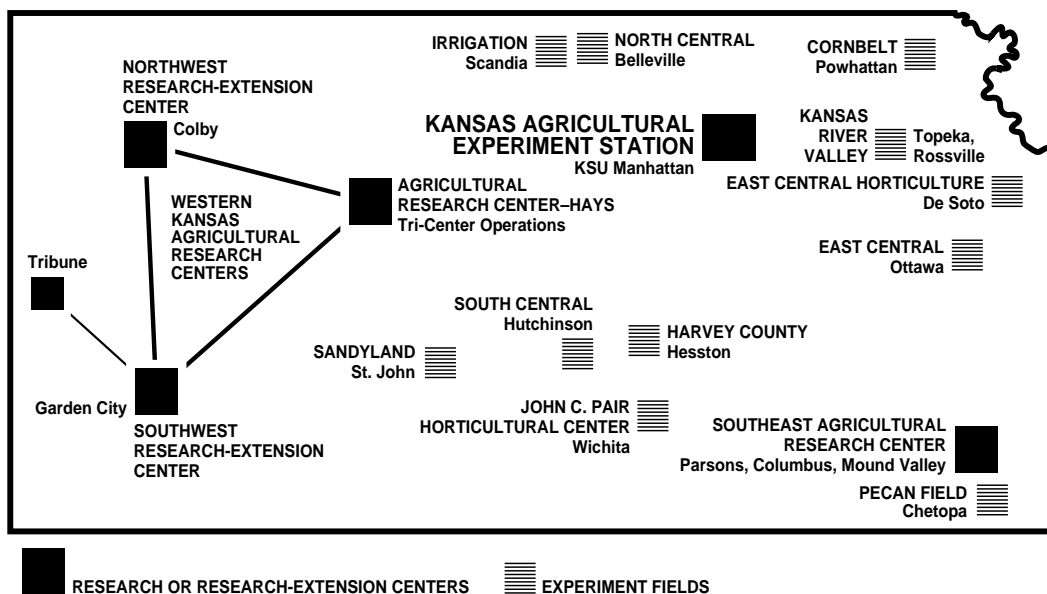 IRRIGATION
Scandia
NORTH CENTRAL
Belleville
CORNBELT
Powhattan
NORTHWEST
RESEARCH-EXTENSION
CENTER
Colby
KANSAS AGRICULTURAL
EXPERIMENT STATION
KSU Manhattan
KANSAS
RIVER
VALLEY
Topeka,
Rossville
EAST CENTRAL HORTICULTURE
De Soto
AGRICULTURAL
RESEARCH CENTER–HAYS
Tri-Center Operations
WESTERN
KANSAS
AGRICULTURAL
RESEARCH
CENTERS
EAST CENTRAL
Ottawa
Tribune
SOUTH CENTRAL
Hutchinson
HARVEY COUNTY
Hesston
SANDYLAND
St. John
Garden City
SOUTHWEST
RESEARCH-EXTENSION
CENTER
JOHN C. PAIR
HORTICULTURAL CENTER
Wichita
SOUTHEAST AGRICULTURAL
RESEARCH CENTER
Parsons, Columbus, Mound Valley
PECAN FIELD
Chetopa
RESEARCH OR RESEARCH-EXTENSION CENTERS
EXPERIMENT FIELDS